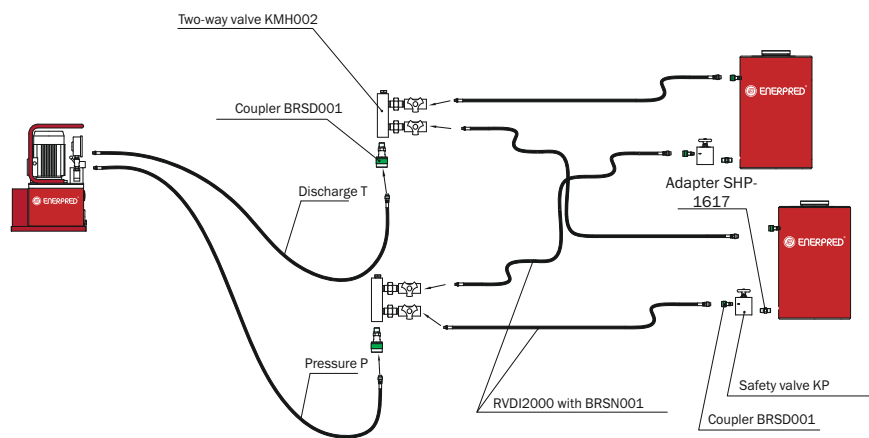 Two-way valve KMH002
Coupler BRSD001
ENERPRED
ENERPRED
Discharge T
Adapter SHP-
1617
ENERPRED
Pressure P
RVDI2000 with BRSN001
Safety valve KP
Coupler BRSD001